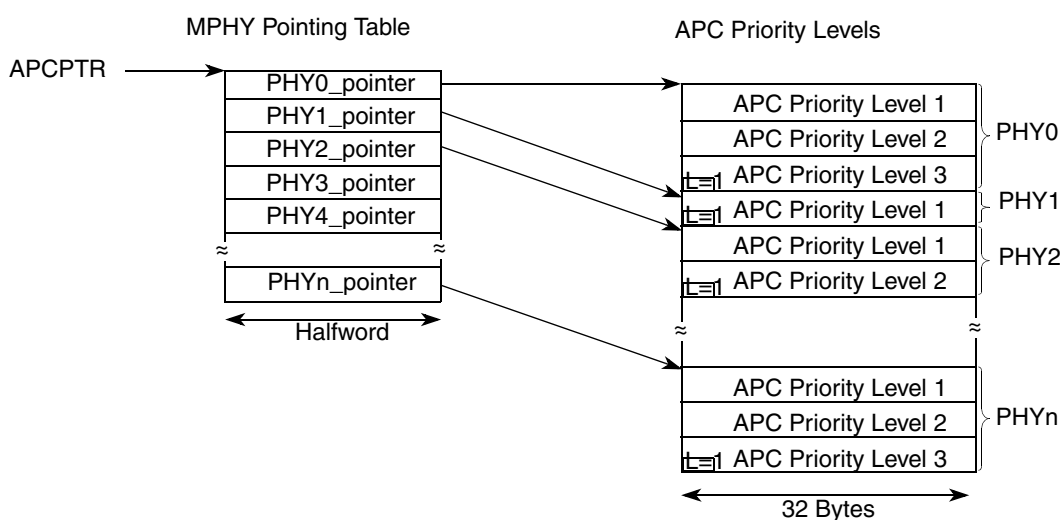 MPHY Pointing Table
APC Priority Levels
APCPTR
PHY0_pointer
PHY1_pointer
PHY2_pointer
PHY3_pointer
PHY4_pointer
≈ ≈
PHYn_pointer
Halfword
APC Priority Level 1
APC Priority Level 2
L=1 APC Priority Level 3
PHY0
L=1 APC Priority Level 1
PHY1
APC Priority Level 1
L=1 APC Priority Level 2
PHY2
≈ ≈
APC Priority Level 1
APC Priority Level 2
L=1 APC Priority Level 3
PHYn
32 Bytes